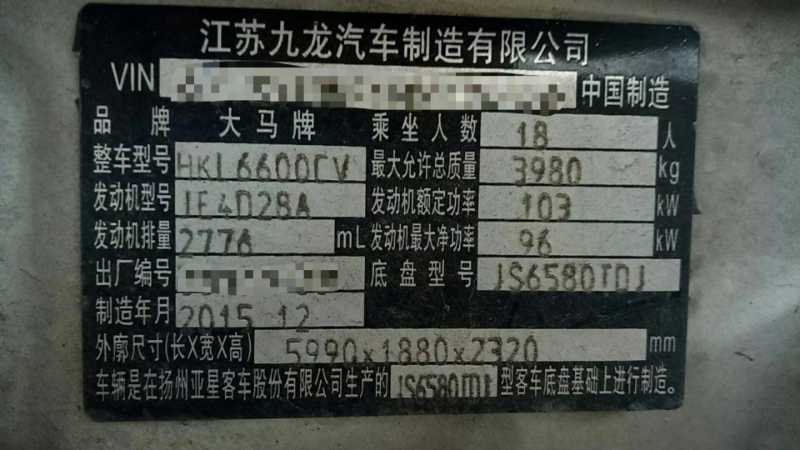 江苏九龙汽车制造有限公司
VIN 中国制造
品牌 大马牌 乘坐人数 18 人
整车型号 HKL6600CV 最大允许总质量 3980 kg
发动机型号 JE4D28A 发动机额定功率 103 kW
发动机排量 2776 mL 发动机最大净功率 96 kW
出厂编号 底盘型号 JS6580TDJ
制造年月 2015 12
外廓尺寸(长X宽X高) 5990x1880x2320 mm
车辆是在扬州亚星客车股份有限公司生产的 JS6580TDJ 型客车底盘基础上进行制造。